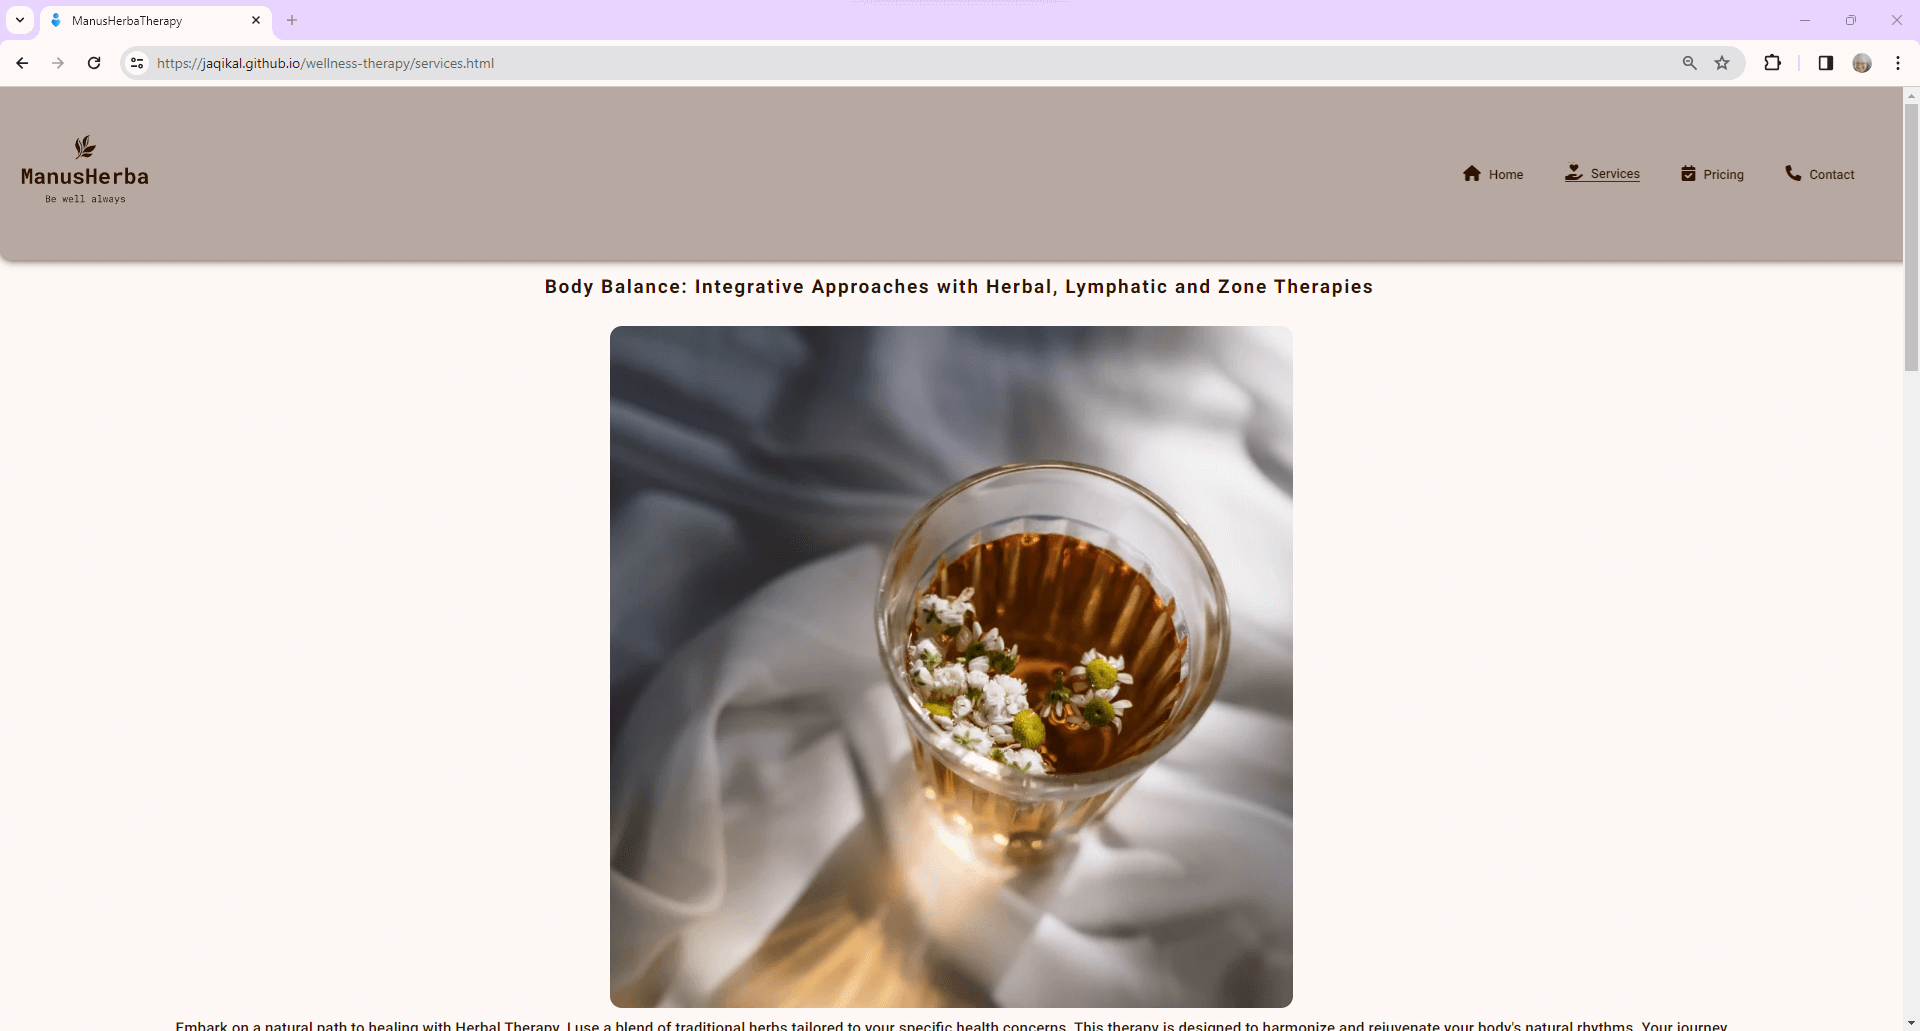 ManusHerbaTherapy
https://jaqikal.github.io/wellness-therapy/services.html
ManusHerba
Be well always
Home
Services
Pricing
Contact
Body Balance: Integrative Approaches with Herbal, Lymphatic and Zone Therapies
Embark on a natural path to healing with Herbal Therapy. I use a blend of traditional herbs tailored to your specific health concerns. This therapy is designed to harmonize and rejuvenate your body's natural rhythms. Your journey